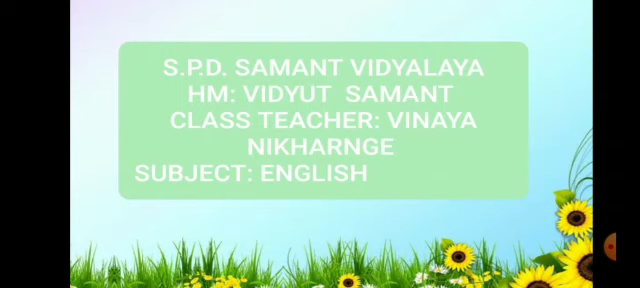 S.P.D. SAMANT VIDYALAYA
HM: VIDYUT SAMANT
CLASS TEACHER: VINAYA
NIKHARNGE
SUBJECT: ENGLISH